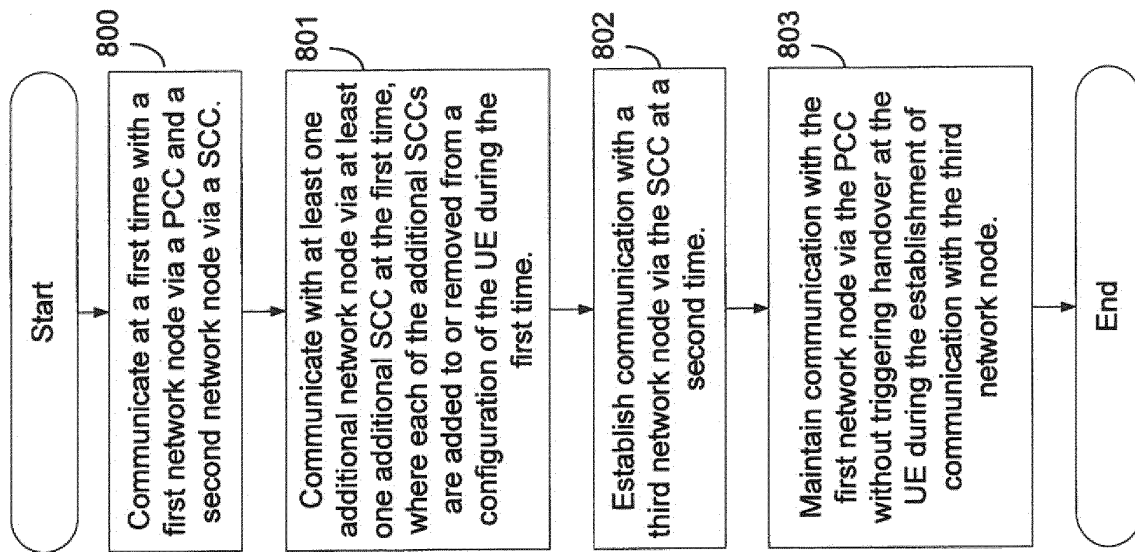 Start
800
Communicate at a first time with a
first network node via a PCC and a
second network node via a SCC.
801
Communicate with at least one
additional network node via at least
one additional SCC at the first time,
where each of the additional SCCs
are added to or removed from a
configuration of the UE during the
first time.
802
Establish communication with a
third network node via the SCC at a
second time.
803
Maintain communication with the
first network node via the PCC
without triggering handover at the
UE during the establishment of
communication with the third
network node.
End